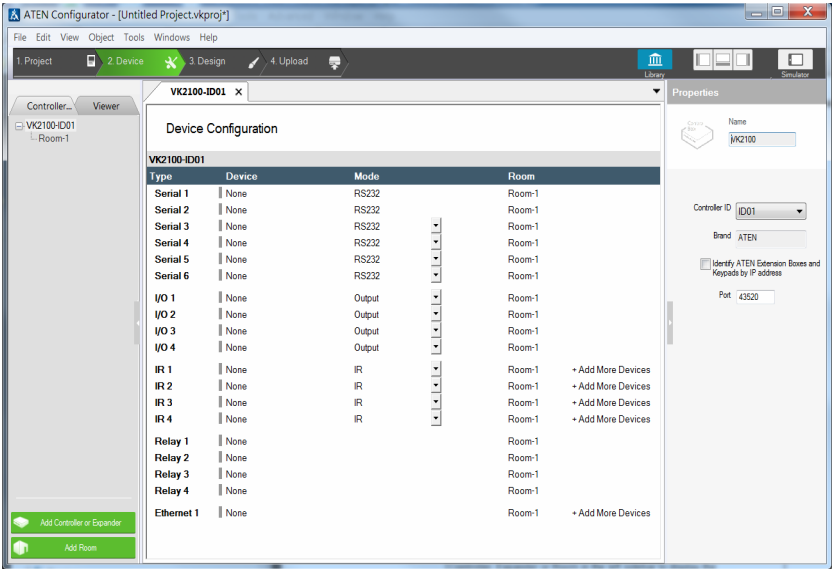 ATEN Configurator - [Untitled Project.vkproj*]
File Edit View Object Tools Windows Help
1. Project 2. Device 3. Design 4. Upload Library Simulator
Controller... Viewer
VK2100-ID01
Room-1
Add Controller or Expander
Add Room
VK2100-ID01 X
Device Configuration
VK2100-ID01
Type Device Mode Room
Serial 1 None RS232 Room-1
Serial 2 None RS232 Room-1
Serial 3 None RS232 Room-1
Serial 4 None RS232 Room-1
Serial 5 None RS232 Room-1
Serial 6 None RS232 Room-1
I/O 1 None Output Room-1
I/O 2 None Output Room-1
I/O 3 None Output Room-1
I/O 4 None Output Room-1
IR 1 None IR Room-1 + Add More Devices
IR 2 None IR Room-1 + Add More Devices
IR 3 None IR Room-1 + Add More Devices
IR 4 None IR Room-1 + Add More Devices
Relay 1 None Room-1
Relay 2 None Room-1
Relay 3 None Room-1
Relay 4 None Room-1
Ethernet 1 None Room-1 + Add More Devices
Properties
Name
VK2100
Controller ID ID01
Brand ATEN
Identify ATEN Extension Boxes and
Keypads by IP address
Port 43520